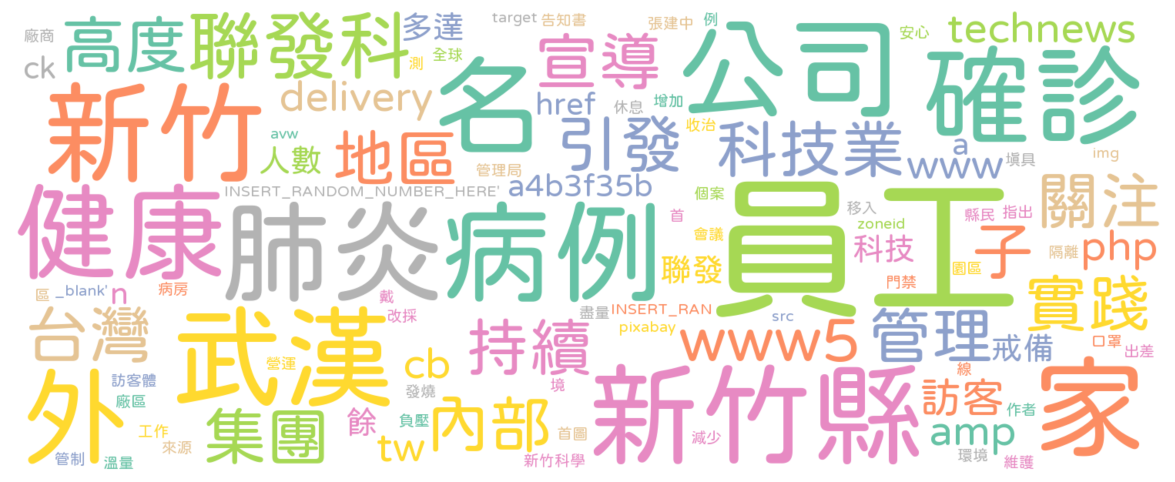 廠商
ck
高度
聯發科
多達
測
全球
target
告知書
宣導
張建中
例
公司
安心
technews
確診
新竹
delivery
名
href
休息
增加
avw
人數
地區
管理局
引發
收治
科技業
a
www
img
塡具
INSERT_RANDOM_NUMBER_HERE'
a4b3f35b
健康
肺炎
病例
個案
首
會議
聯發
員工
移入
zoneid
科技
門禁
縣民
指出
子
園區
關注
隔離
php
區
_blank'
n
病房
戴
改採
盡量
INSERT_RAN
pixabay
src
台灣
武漢
持續
www5
管理
戒備
實踐
口罩
出差
外
訪客體
廠區
營運
cb
發燒
境
新竹縣
線
訪客
作者
家
工作
來源
管制
溫量
集團
餘
負壓
tw
內部
首圖
新竹科學
減少
amp
環境
維護